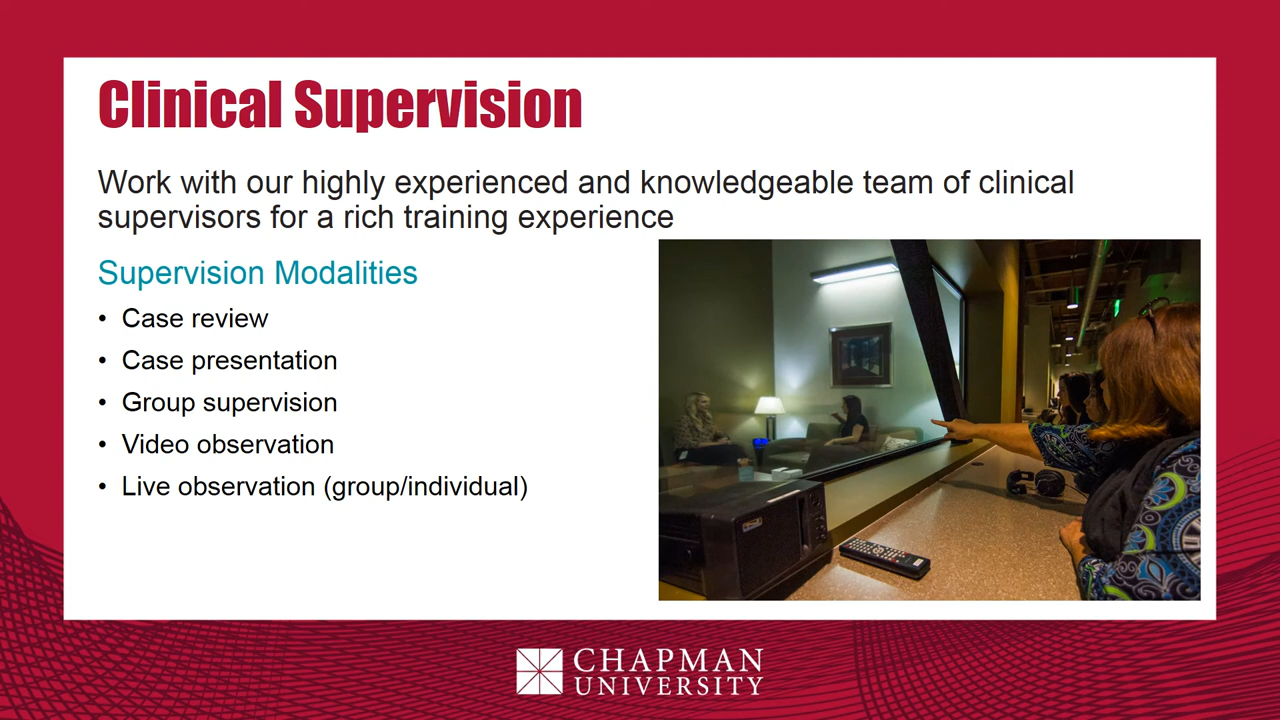 Clinical Supervision
Work with our highly experienced and knowledgeable team of clinical
supervisors for a rich training experience
Supervision Modalities
• Case review
• Case presentation
• Group supervision
• Video observation
• Live observation (group/individual)
CHAPMAN
UNIVERSITY